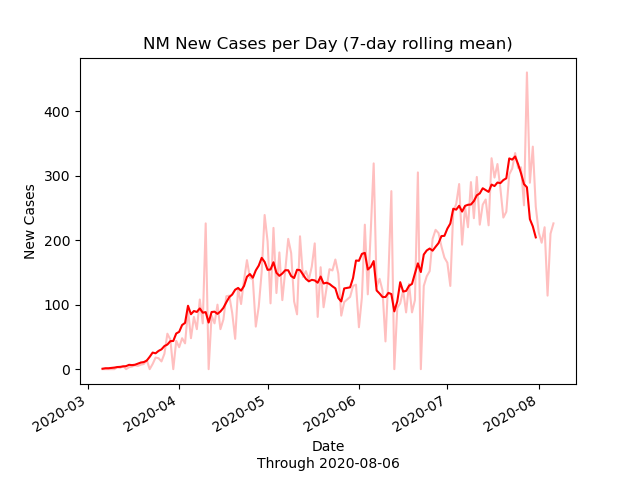 NM New Cases per Day (7-day rolling mean)
New Cases
400
300
200
100
0
2020-03
2020-04
2020-05
2020-06
2020-07
2020-08
Date
Through 2020-08-06